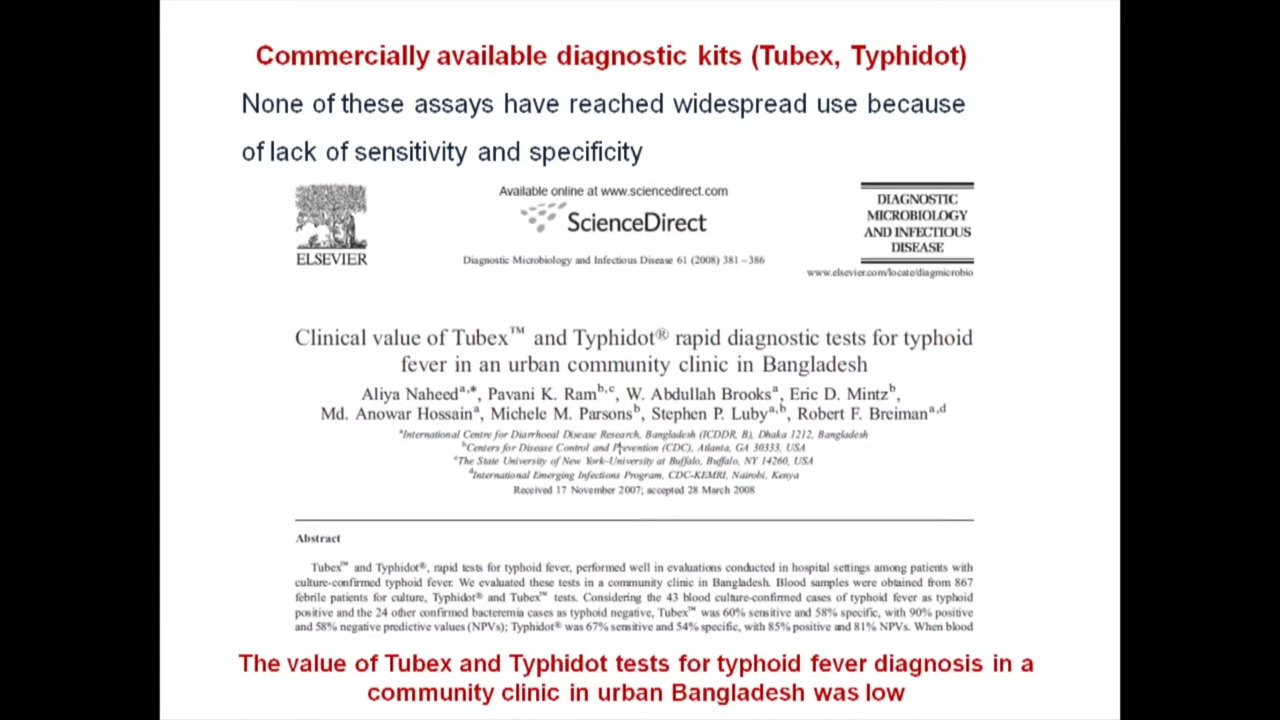 Commercially available diagnostic kits (Tubex, Typhidot)
None of these assays have reached widespread use because
of lack of sensitivity and specificity
ELSEVIER
Available online at www.sciencedirect.com
ScienceDirect
Diagnostic Microbiology and Infectious Disease 61 (2008) 381–386
DIAGNOSTIC
MICROBIOLOGY
AND INFECTIOUS
DISEASE
www.elsevier.com/locate/diagmicrobio
Clinical value of Tubex™ and Typhidot® rapid diagnostic tests for typhoid
fever in an urban community clinic in Bangladesh
Aliya Naheedᵃ,*, Pavani K. Ramᵇ,ᶜ, W. Abdullah Brooksᵃ, Eric D. Mintzᵇ,
Md. Anowar Hossainᵃ, Michele M. Parsonsᵇ, Stephen P. Lubyᵃ,ᵇ, Robert F. Breimanᵃ,ᵈ
ᵃInternational Centre for Diarrhoeal Disease Research, Bangladesh (ICDDR, B), Dhaka 1212, Bangladesh
ᵇCenters for Disease Control and Prevention (CDC), Atlanta, GA 30333, USA
ᶜThe State University of New York–University at Buffalo, Buffalo, NY 14260, USA
ᵈInternational Emerging Infections Program, CDC-KEMRI, Nairobi, Kenya
Received 17 November 2007; accepted 28 March 2008
Abstract
Tubex™ and Typhidot®, rapid tests for typhoid fever, performed well in evaluations conducted in hospital settings among patients with
culture-confirmed typhoid fever. We evaluated these tests in a community clinic in Bangladesh. Blood samples were obtained from 867
febrile patients for culture, Typhidot® and Tubex™ tests. Considering the 43 blood culture-confirmed cases of typhoid fever as typhoid
positive and the 24 other confirmed bacteremia cases as typhoid negative, Tubex™ was 60% sensitive and 58% specific, with 90% positive
and 58% negative predictive values (NPVs); Typhidot® was 67% sensitive and 54% specific, with 85% positive and 81% NPVs. When blood
The value of Tubex and Typhidot tests for typhoid fever diagnosis in a
community clinic in urban Bangladesh was low